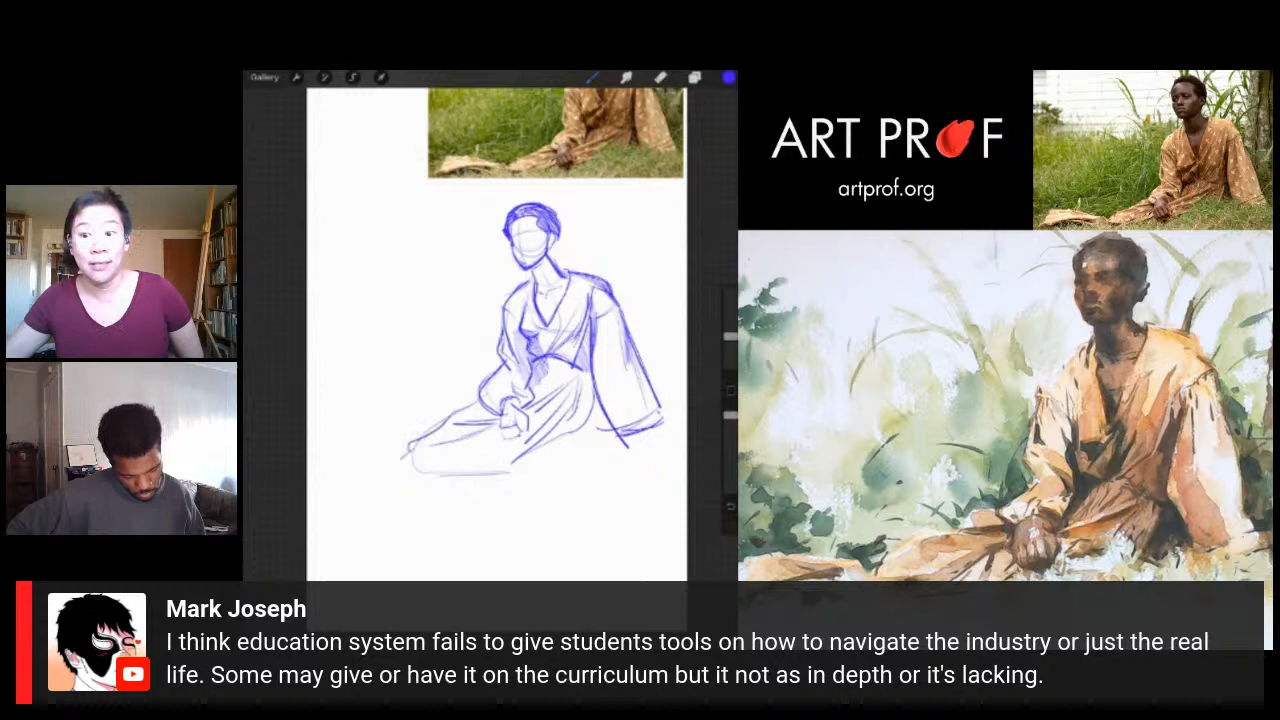 Gallery
ART PROF
artprof.org
Mark Joseph
I think education system fails to give students tools on how to navigate the industry or just the real
life. Some may give or have it on the curriculum but it not as in depth or it's lacking.